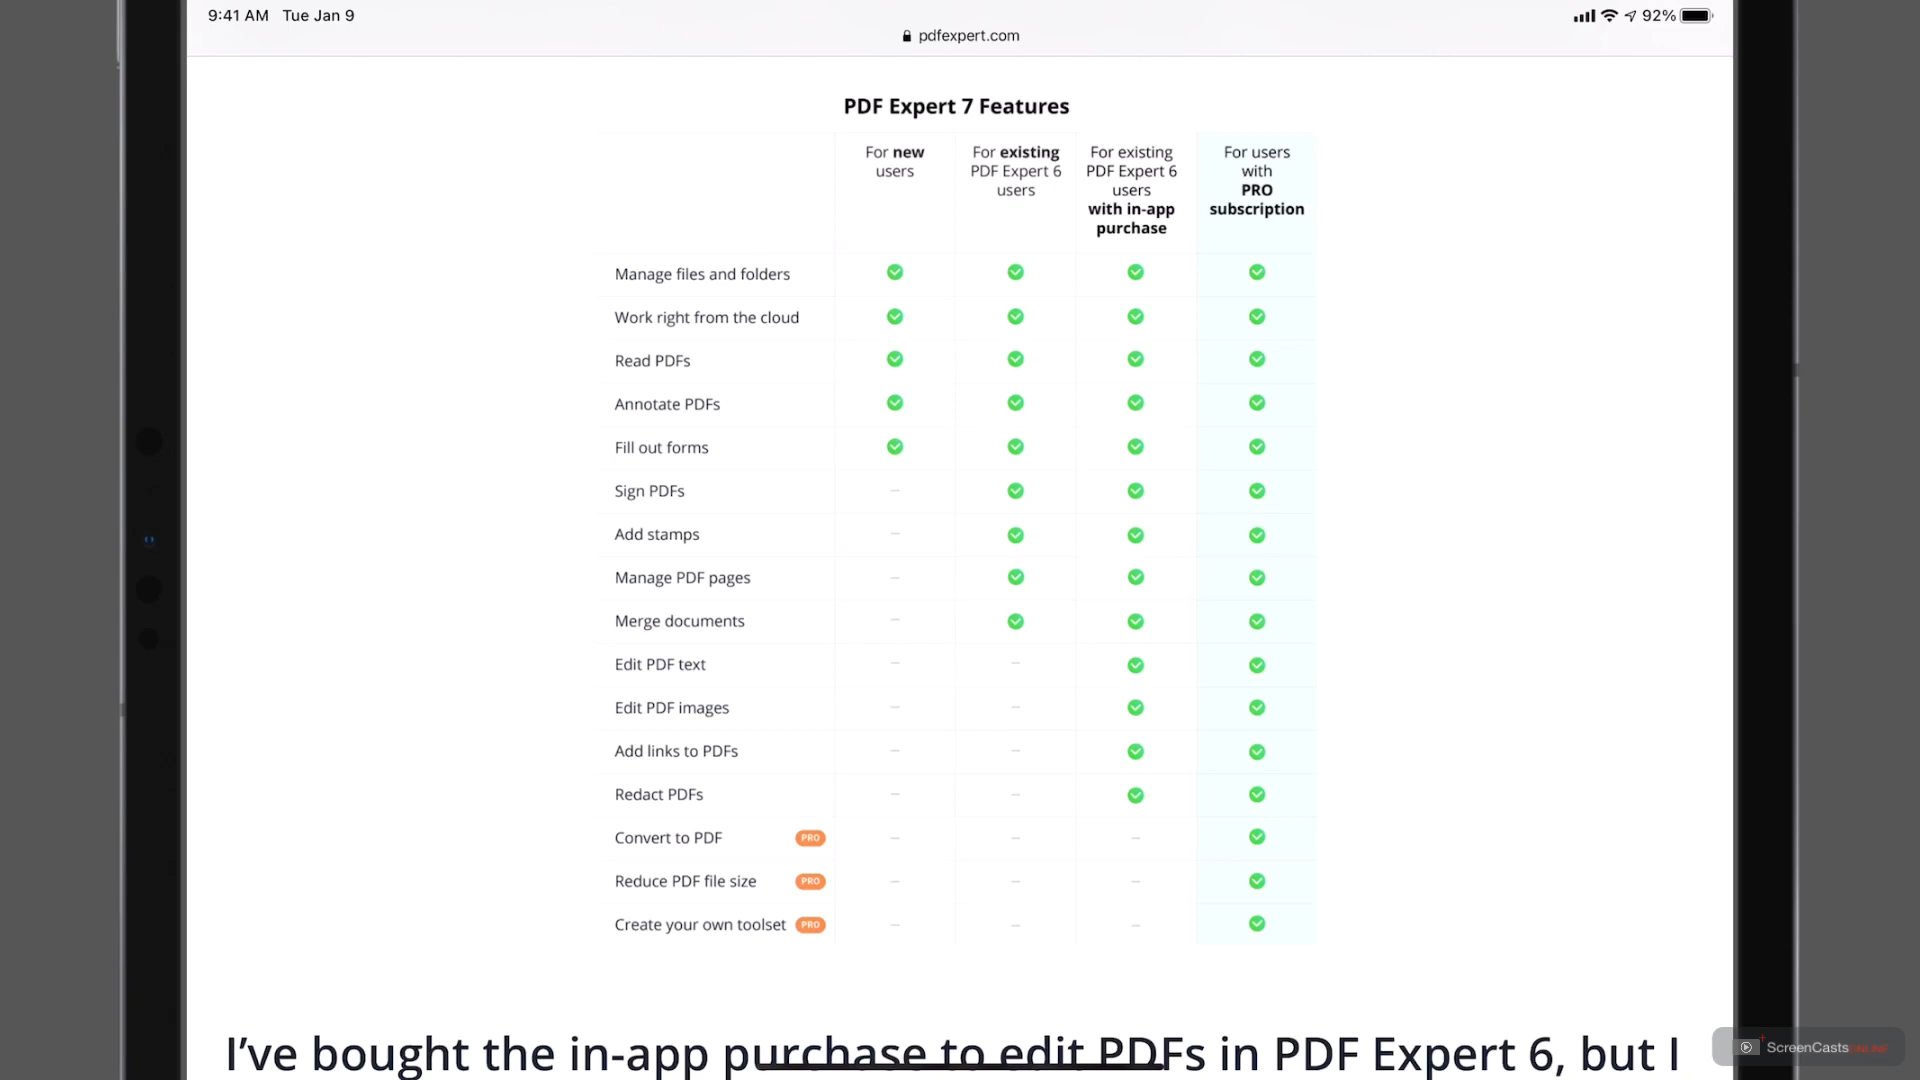 9:41 AM Tue Jan 9
92%
pdfexpert.com
PDF Expert 7 Features
For new users
For existing PDF Expert 6 users
For existing PDF Expert 6 users with in-app purchase
For users with PRO subscription
Manage files and folders
Work right from the cloud
Read PDFs
Annotate PDFs
Fill out forms
Sign PDFs
Add stamps
Manage PDF pages
Merge documents
Edit PDF text
Edit PDF images
Add links to PDFs
Redact PDFs
Convert to PDF PRO
Reduce PDF file size PRO
Create your own toolset PRO
I've bought the in-app purchase to edit PDFs in PDF Expert 6, but I
ScreenCastsONLINE